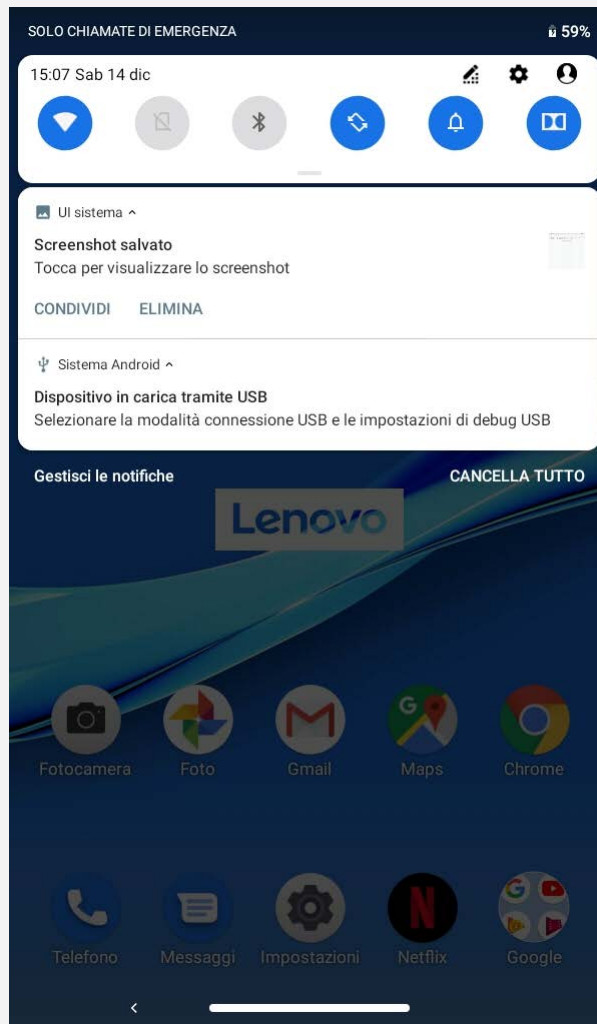 SOLO CHIAMATE DI EMERGENZA 59%
15:07 Sab 14 dic
UI sistema
Screenshot salvato
Tocca per visualizzare lo screenshot
CONDIVIDI ELIMINA
Sistema Android
Dispositivo in carica tramite USB
Selezionare la modalità connessione USB e le impostazioni di debug USB
Gestisci le notifiche CANCELLA TUTTO
Lenovo
Fotocamera Foto Gmail Maps Chrome
Telefono Messaggi Impostazioni Netflix Google